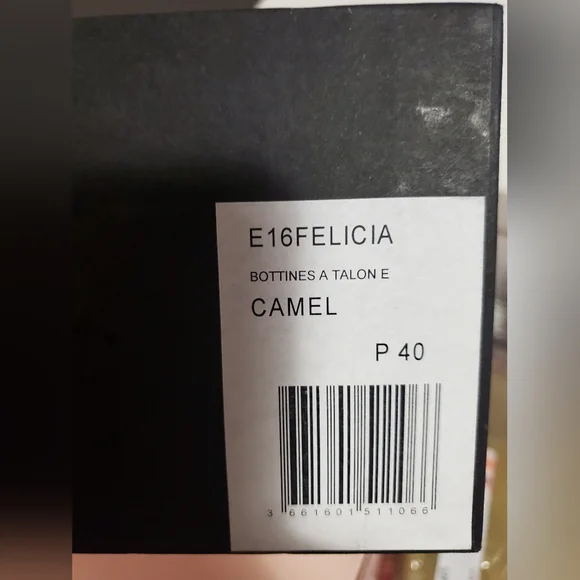 E16FELICIA
BOTTINES A TALON E
CAMEL
P 40
3 661601 511066